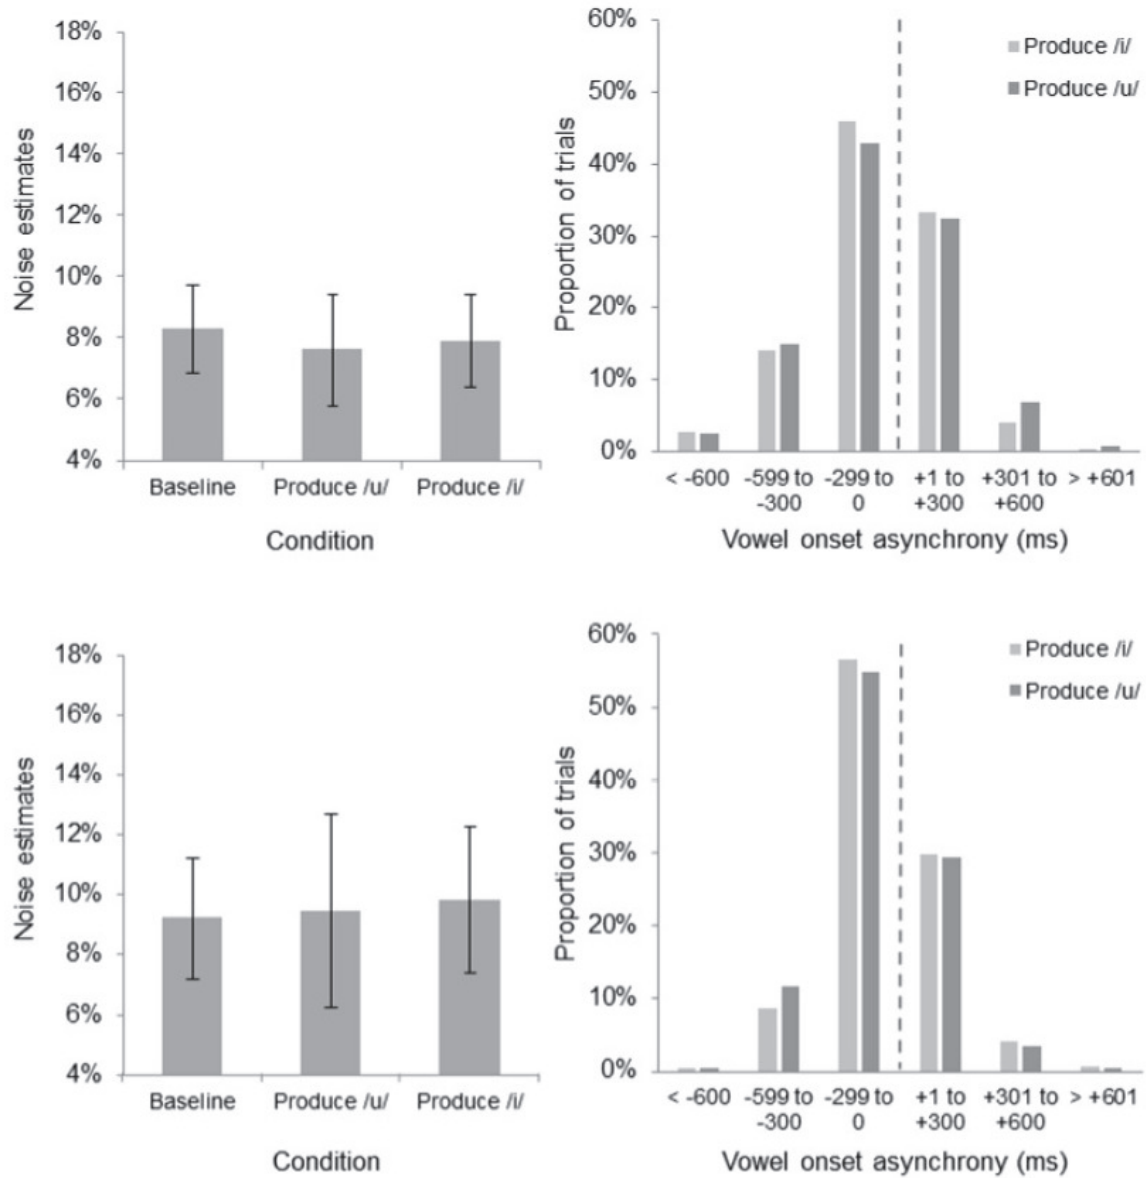 18%
16%
14%
12%
10%
8%
6%
4%
Noise estimates
Baseline Produce /u/ Produce /i/
Condition
60%
50%
40%
30%
20%
10%
0%
Proportion of trials
Produce /i/
Produce /u/
< -600 -599 to -299 to +1 to +301 to > +601
-300 0 +300 +600
Vowel onset asynchrony (ms)
18%
16%
14%
12%
10%
8%
6%
4%
Noise estimates
Baseline Produce /u/ Produce /i/
Condition
60%
50%
40%
30%
20%
10%
0%
Proportion of trials
Produce /i/
Produce /u/
< -600 -599 to -299 to +1 to +301 to > +601
-300 0 +300 +600
Vowel onset asynchrony (ms)